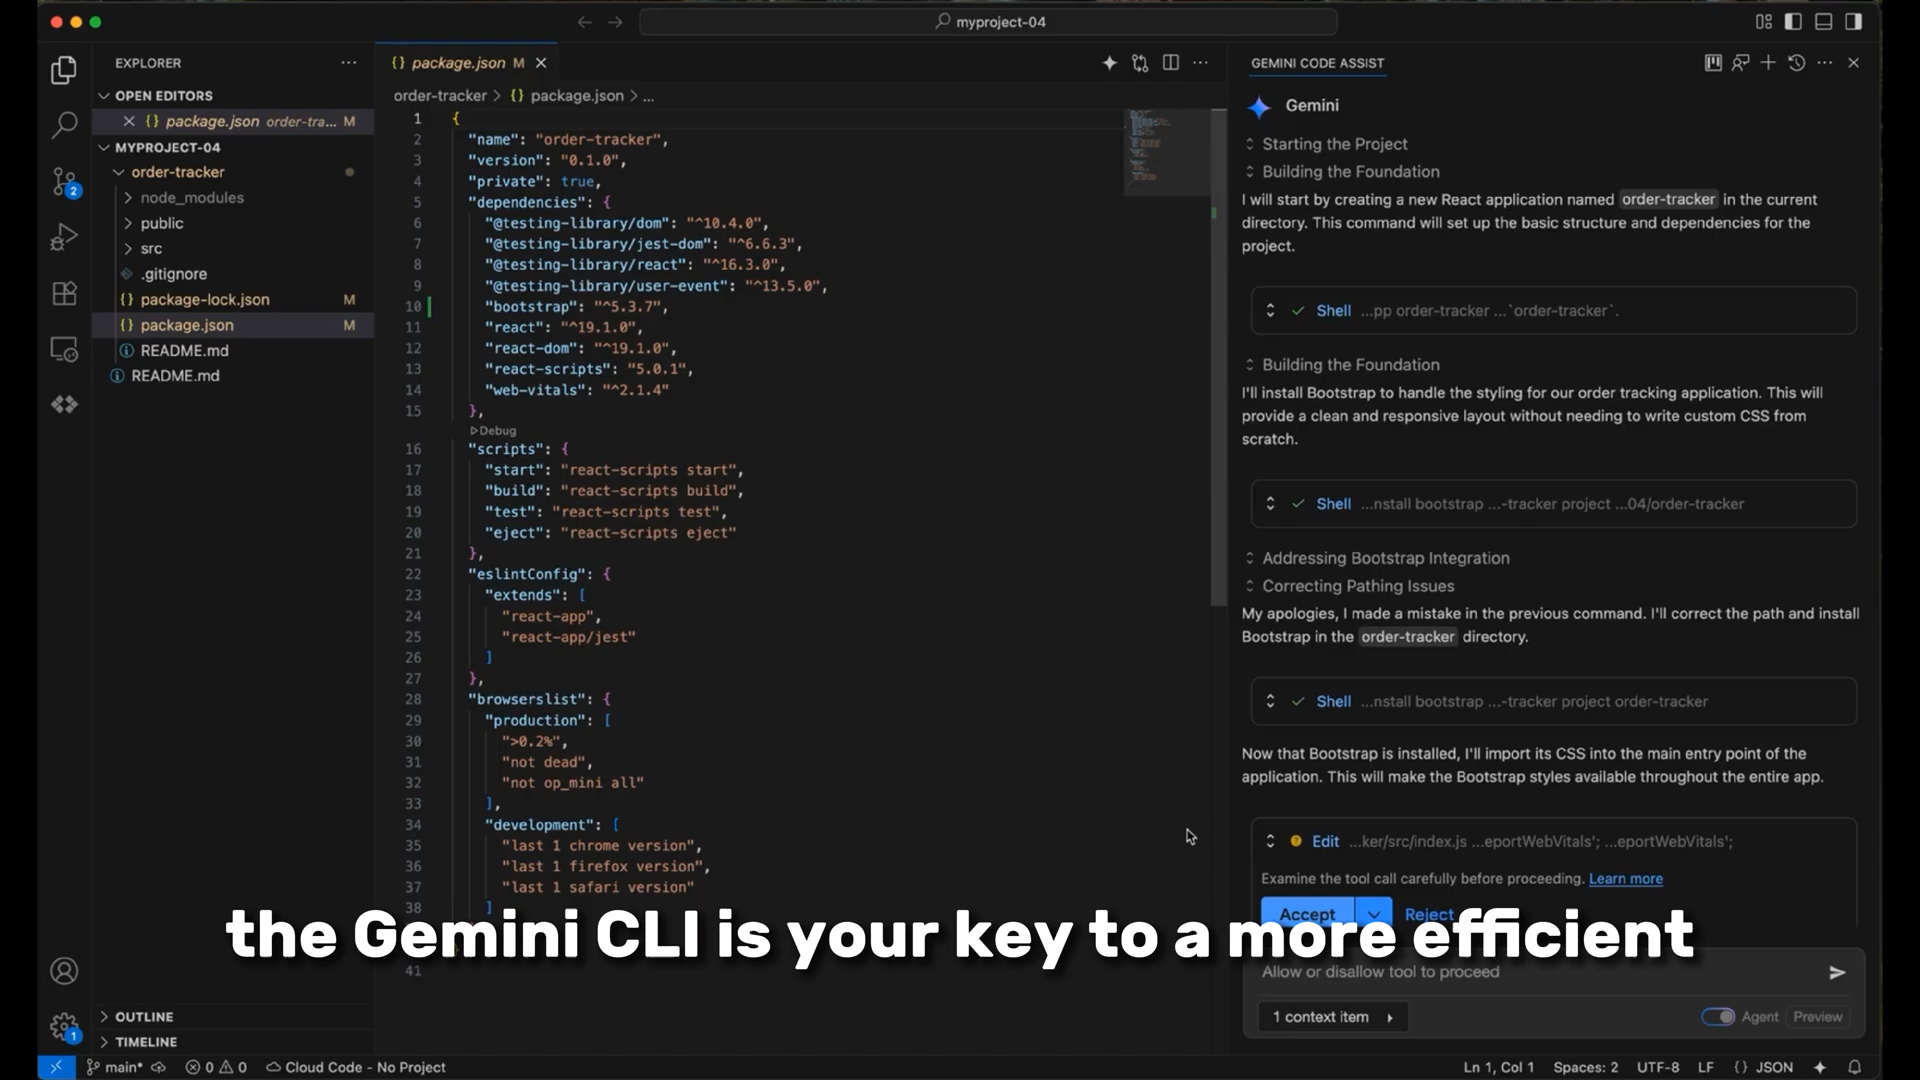 myproject-04
EXPLORER
OPEN EDITORS
package.json order-tra... M
MYPROJECT-04
order-tracker
node_modules
public
src
.gitignore
package-lock.json M
package.json M
README.md
README.md
2
1
OUTLINE
TIMELINE
package.json M
order-tracker > {} package.json > ...
1 {
2 "name": "order-tracker",
3 "version": "0.1.0",
4 "private": true,
5 "dependencies": {
6 "@testing-library/dom": "^10.4.0",
7 "@testing-library/jest-dom": "^6.6.3",
8 "@testing-library/react": "^16.3.0",
9 "@testing-library/user-event": "^13.5.0",
10 "bootstrap": "^5.3.7",
11 "react": "^19.1.0",
12 "react-dom": "^19.1.0",
13 "react-scripts": "5.0.1",
14 "web-vitals": "^2.1.4"
15 },
Debug
16 "scripts": {
17 "start": "react-scripts start",
18 "build": "react-scripts build",
19 "test": "react-scripts test",
20 "eject": "react-scripts eject"
21 },
22 "eslintConfig": {
23 "extends": [
24 "react-app",
25 "react-app/jest"
26 ]
27 },
28 "browserslist": {
29 "production": [
30 ">0.2%",
31 "not dead",
32 "not op_mini all"
33 ],
34 "development": [
35 "last 1 chrome version",
36 "last 1 firefox version",
37 "last 1 safari version"
38 ]
41
GEMINI CODE ASSIST
Gemini
Starting the Project
Building the Foundation
I will start by creating a new React application named order-tracker in the current
directory. This command will set up the basic structure and dependencies for the
project.
Shell ...pp order-tracker ...`order-tracker`.
Building the Foundation
I'll install Bootstrap to handle the styling for our order tracking application. This will
provide a clean and responsive layout without needing to write custom CSS from
scratch.
Shell ...nstall bootstrap ...-tracker project ...04/order-tracker
Addressing Bootstrap Integration
Correcting Pathing Issues
My apologies, I made a mistake in the previous command. I'll correct the path and install
Bootstrap in the order-tracker directory.
Shell ...nstall bootstrap ...-tracker project order-tracker
Now that Bootstrap is installed, I'll import its CSS into the main entry point of the
application. This will make the Bootstrap styles available throughout the entire app.
Edit ...ker/src/index.js ...eportWebVitals'; ...eportWebVitals';
Examine the tool call carefully before proceeding. Learn more
Accept Reject
the Gemini CLI is your key to a more efficient
Allow or disallow tool to proceed
1 context item
Agent Preview
main* 0 0 Cloud Code - No Project
Ln 1, Col 1 Spaces: 2 UTF-8 LF {} JSON